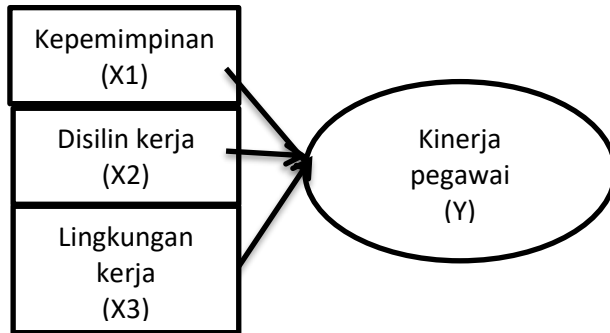 Kepemimpinan
(X1)
Disilin kerja
(X2)
Lingkungan
kerja
(X3)
Kinerja
pegawai
(Y)